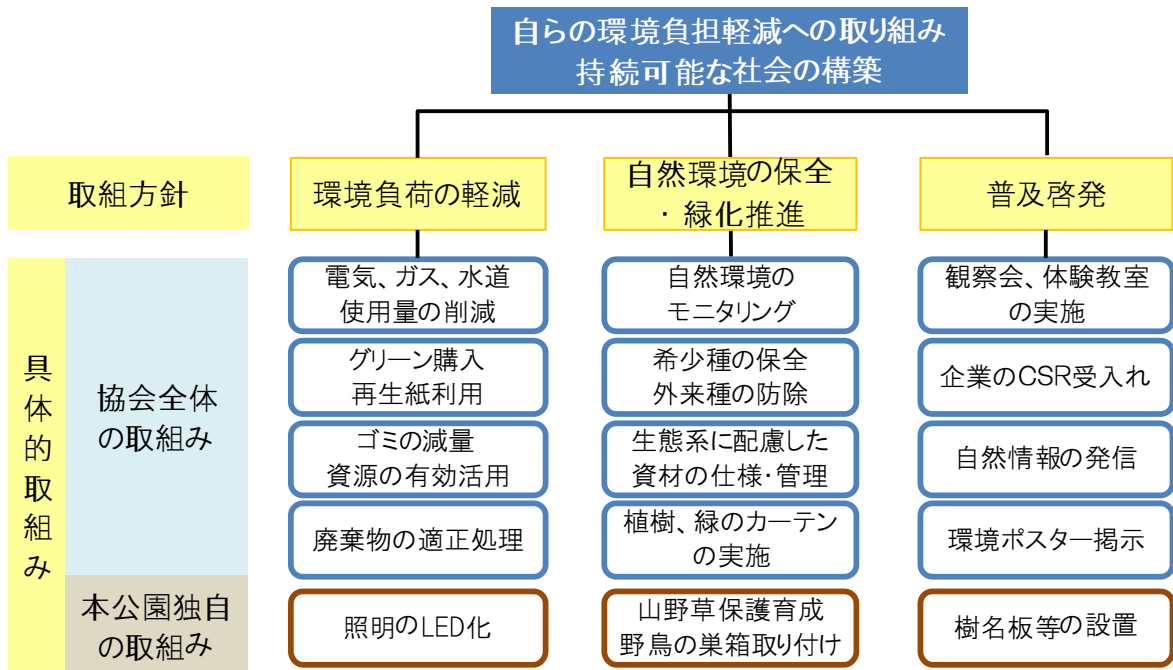 自らの環境負担軽減への取り組み
持続可能な社会の構築
取組方針
環境負荷の軽減
自然環境の保全
・緑化推進
普及啓発
具体的取組み
協会全体
の取組み
電気、ガス、水道
使用量の削減
グリーン購入
再生紙利用
ゴミの減量
資源の有効活用
廃棄物の適正処理
自然環境の
モニタリング
希少種の保全
外来種の防除
生態系に配慮した
資材の仕様・管理
植樹、緑のカーテン
の実施
観察会、体験教室
の実施
企業のCSR受入れ
自然情報の発信
環境ポスター掲示
本公園独自
の取組み
照明のLED化
山野草保護育成
野鳥の巣箱取り付け
樹名板等の設置